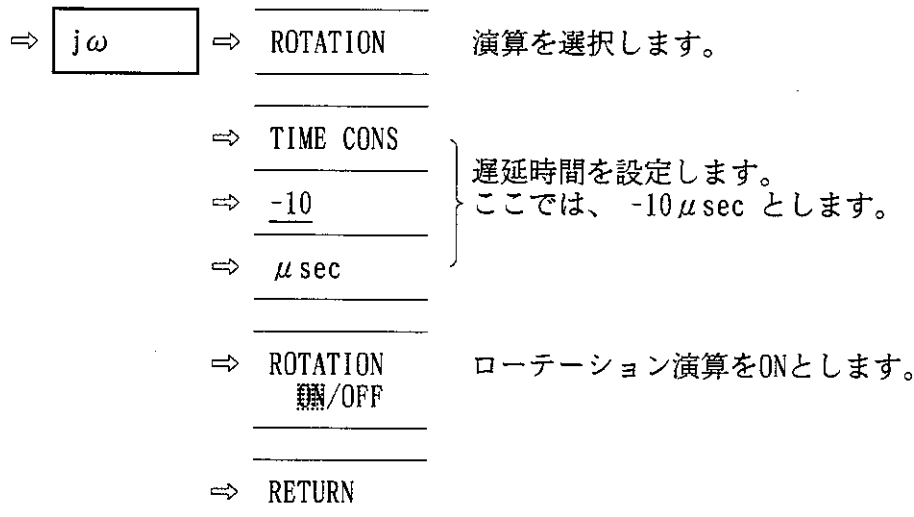 ⇨ jω ⇨ ROTATION 演算を選択します。
⇨ TIME CONS
遅延時間を設定します。
⇨ -10 ここでは、 -10μsec とします。
⇨ μsec
⇨ ROTATION ローテーション演算をONとします。
ON/OFF
⇨ RETURN